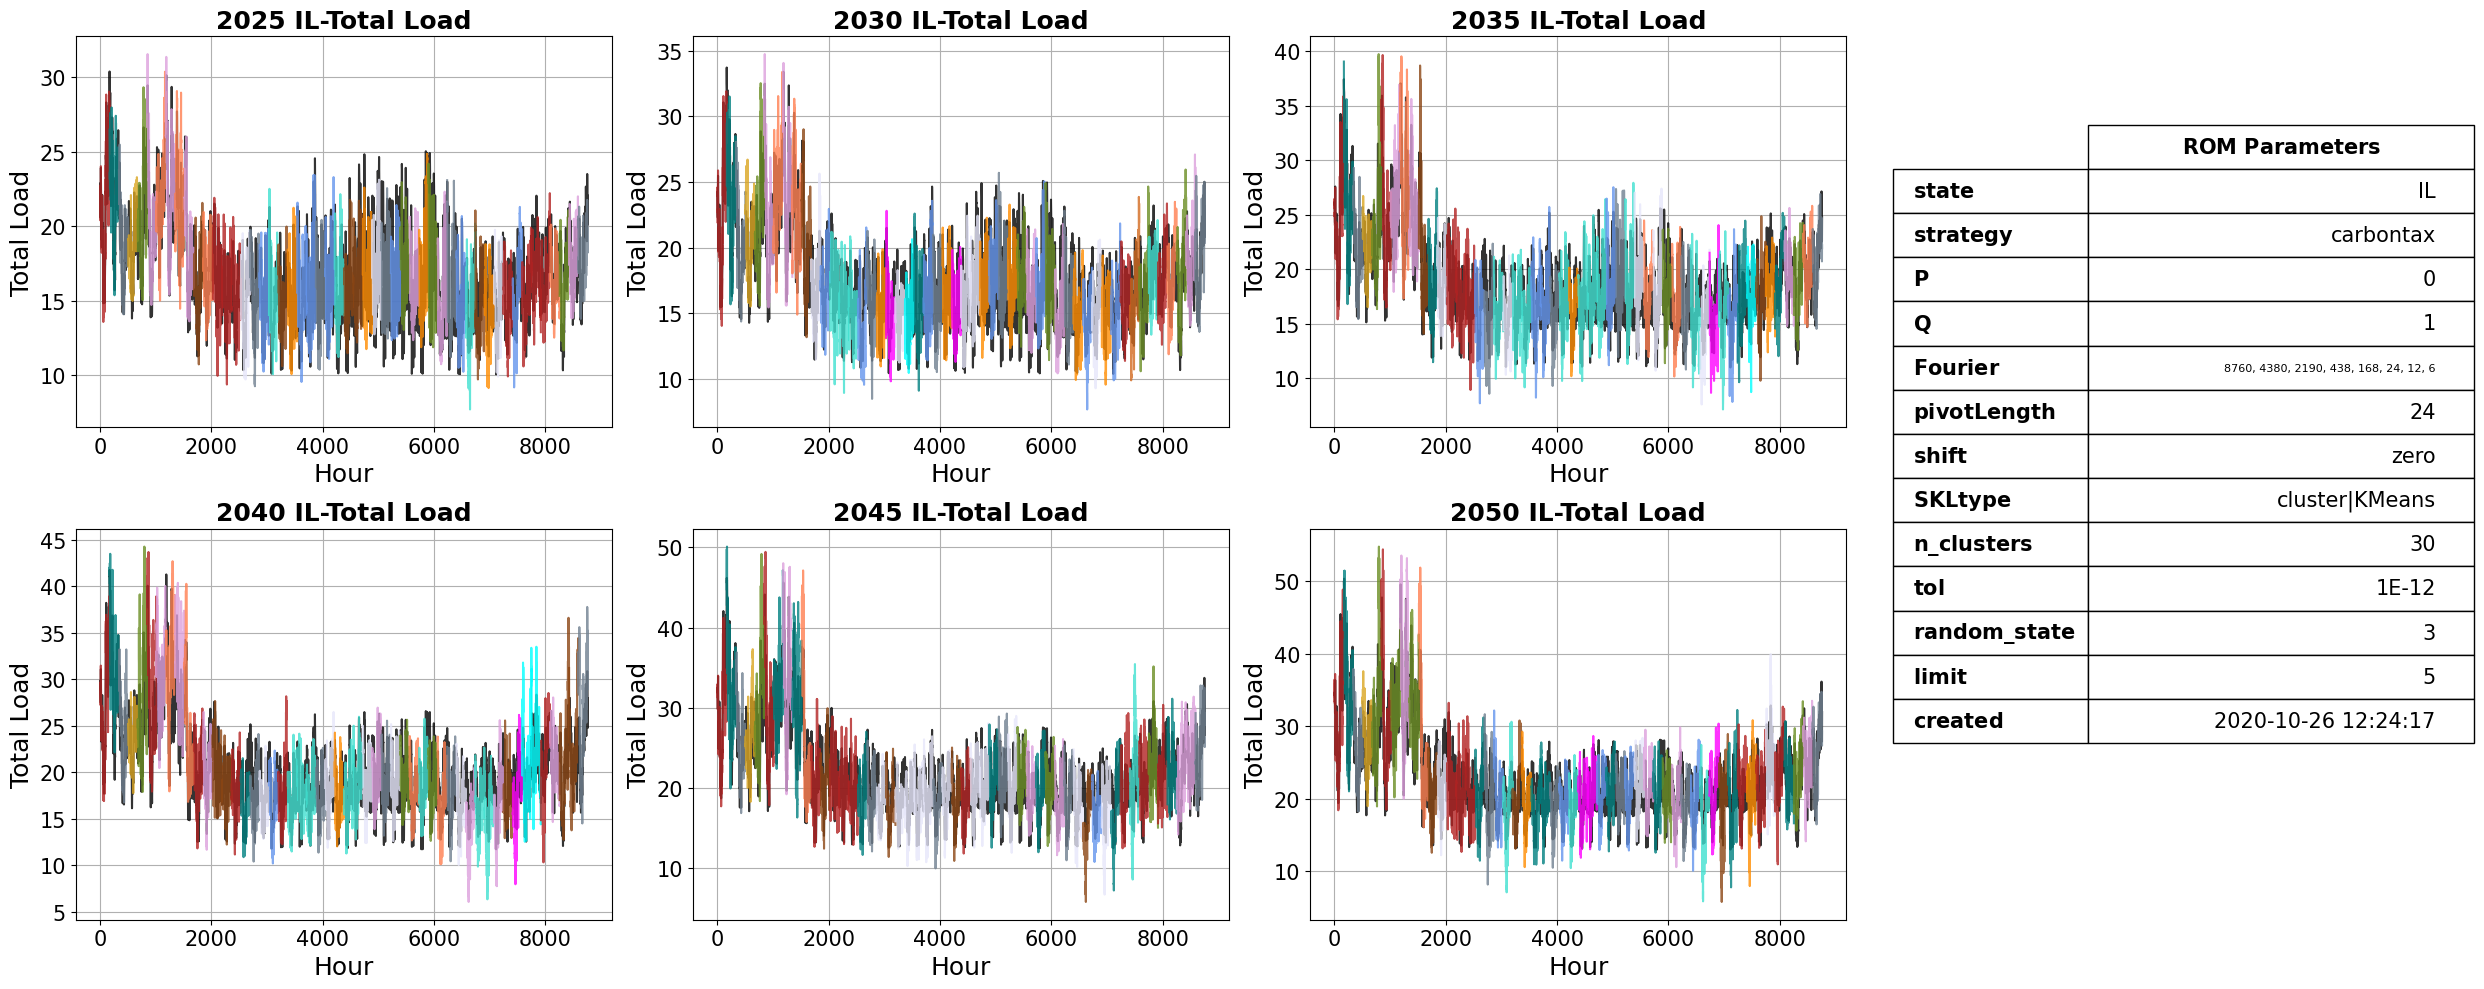 2025 IL-Total Load
Total Load
30
25
20
15
10
0 2000 4000 6000 8000
Hour
2030 IL-Total Load
Total Load
35
30
25
20
15
10
0 2000 4000 6000 8000
Hour
2035 IL-Total Load
Total Load
40
35
30
25
20
15
10
0 2000 4000 6000 8000
Hour
2040 IL-Total Load
Total Load
45
40
35
30
25
20
15
10
5
0 2000 4000 6000 8000
Hour
2045 IL-Total Load
Total Load
50
40
30
20
10
0 2000 4000 6000 8000
Hour
2050 IL-Total Load
Total Load
50
40
30
20
10
0 2000 4000 6000 8000
Hour
ROM Parameters
state IL
strategy carbontax
P 0
Q 1
Fourier 8760, 4380, 2190, 438, 168, 24, 12, 6
pivotLength 24
shift zero
SKLtype cluster|KMeans
n_clusters 30
tol 1E-12
random_state 3
limit 5
created 2020-10-26 12:24:17